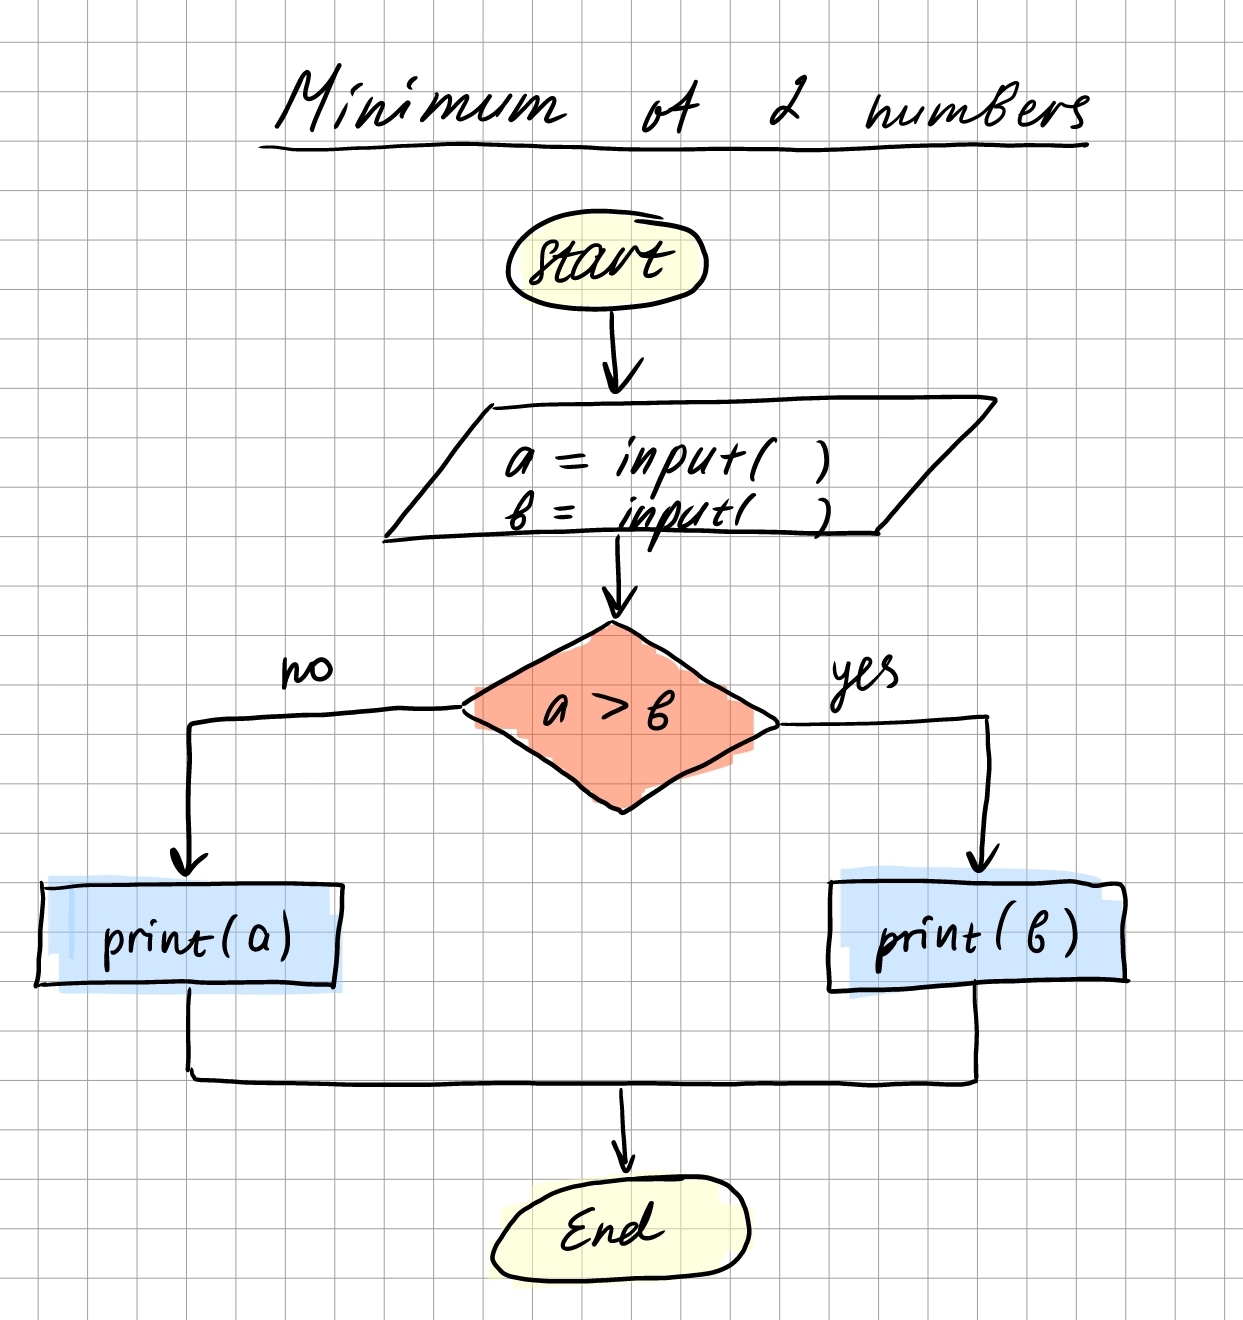 Minimum of 2 numbers
start
a = input( )
b = input( )
no
yes
a > b
print(a)
print(b)
End